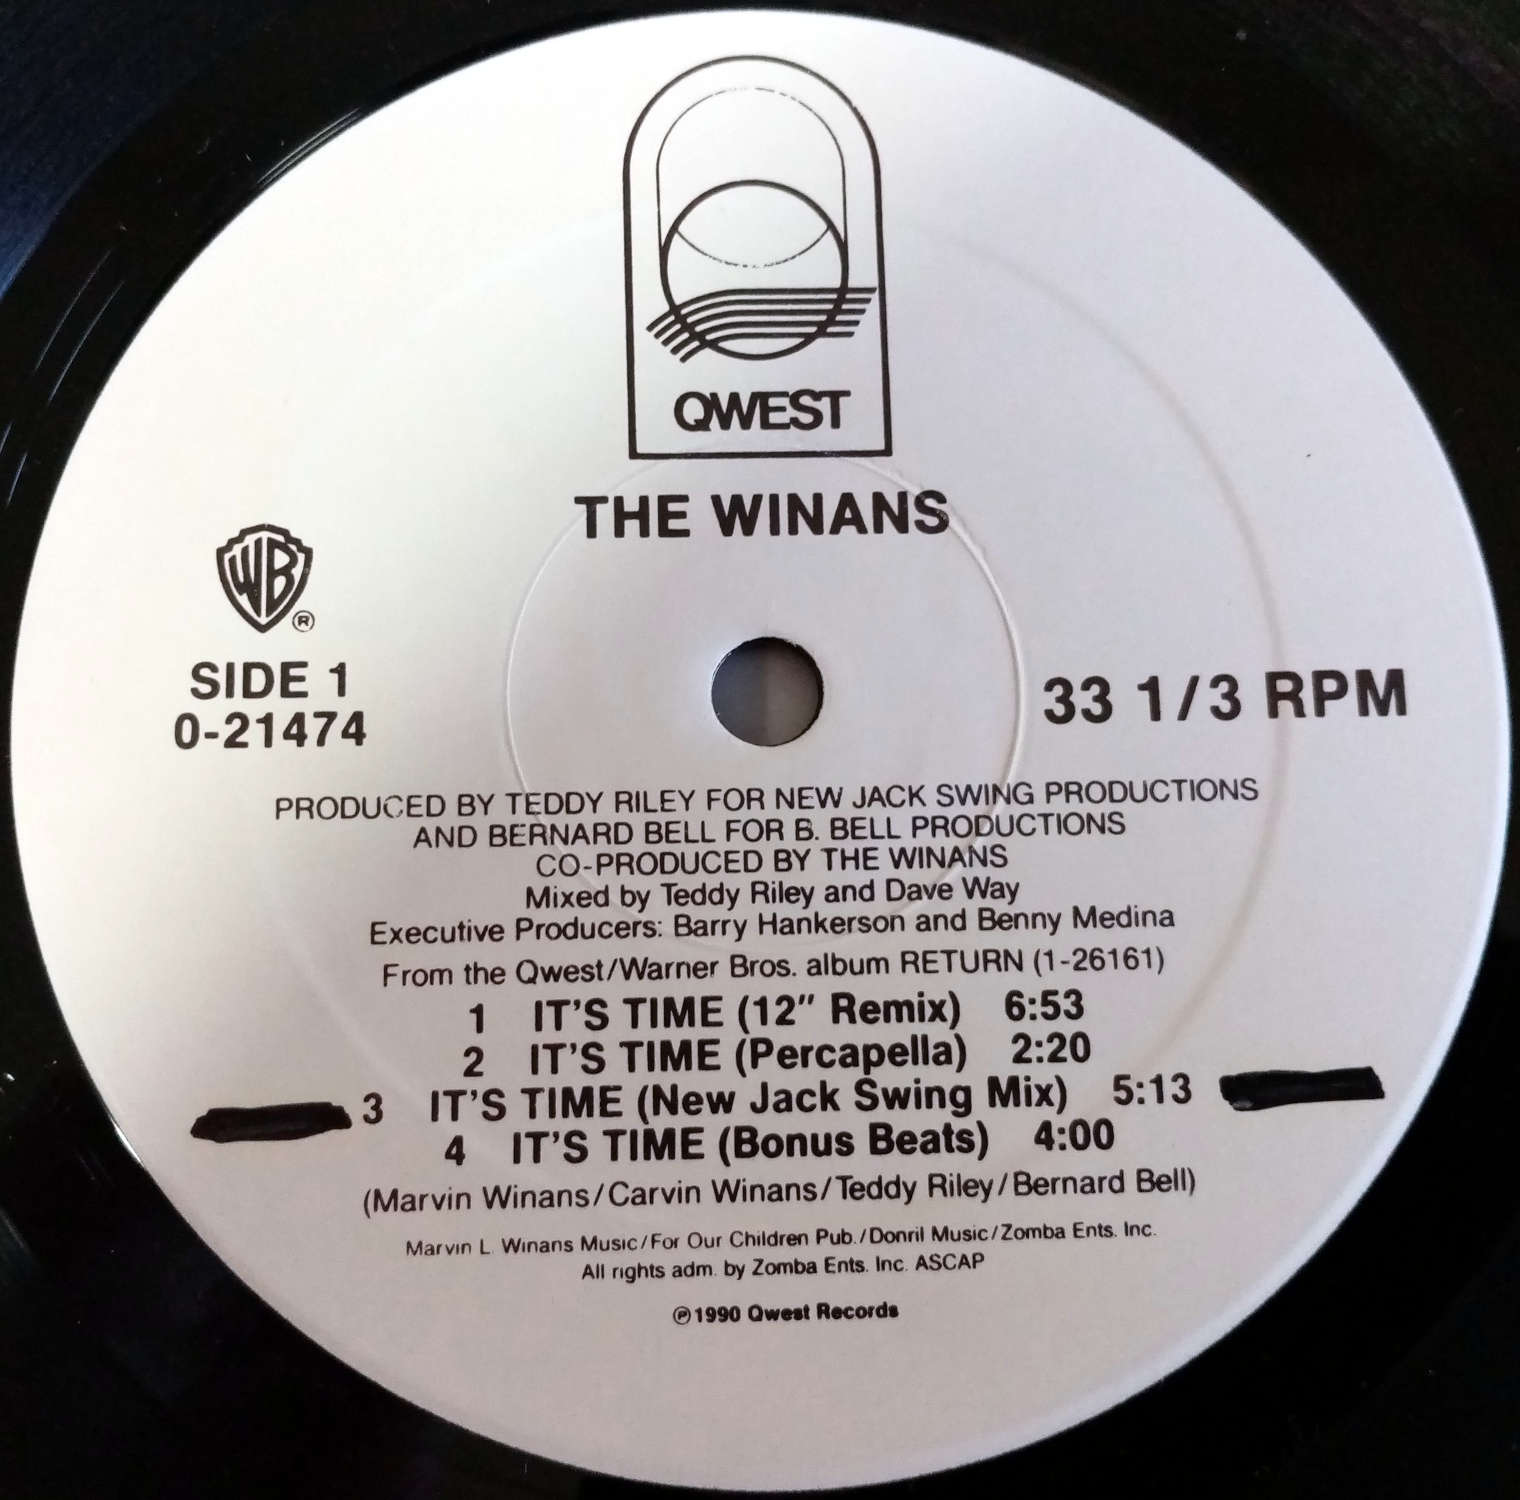 QWEST
THE WINANS
WB ®
SIDE 1
0-21474
33 1/3 RPM
PRODUCED BY TEDDY RILEY FOR NEW JACK SWING PRODUCTIONS
AND BERNARD BELL FOR B. BELL PRODUCTIONS
CO-PRODUCED BY THE WINANS
Mixed by Teddy Riley and Dave Way
Executive Producers: Barry Hankerson and Benny Medina
From the Qwest/Warner Bros. album RETURN (1-26161)
1 IT'S TIME (12" Remix) 6:53
2 IT'S TIME (Percapella) 2:20
3 IT'S TIME (New Jack Swing Mix) 5:13
4 IT'S TIME (Bonus Beats) 4:00
(Marvin Winans/Carvin Winans/Teddy Riley/Bernard Bell)
Marvin L. Winans Music/For Our Children Pub./Donril Music/Zomba Ents. Inc.
All rights adm. by Zomba Ents. Inc. ASCAP
℗1990 Qwest Records